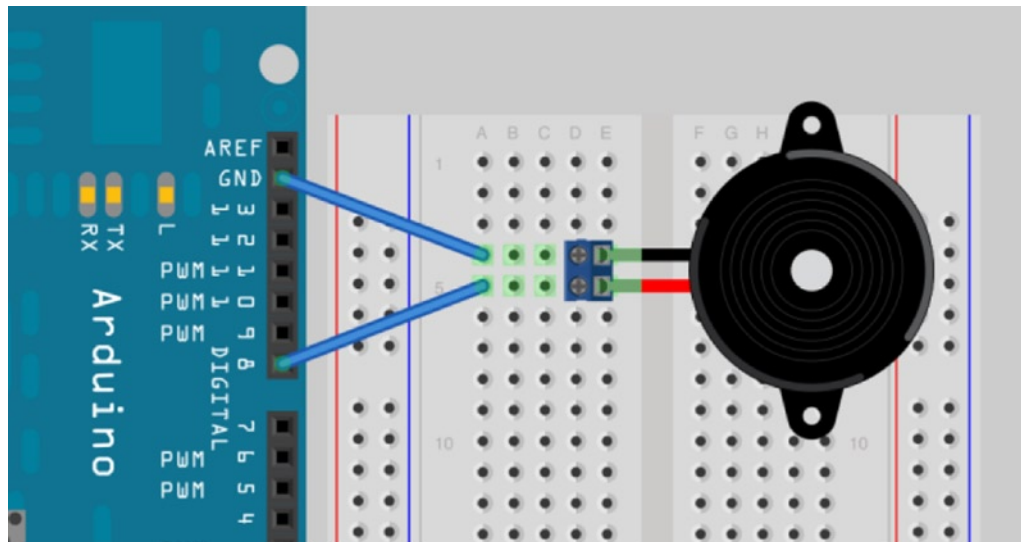 AREF
GND
13
12
PWM 11
PWM 10
PWM 9
8
7
PWM 6
PWM 5
4
DIGITAL
L
TX
RX
Arduino
A B C D E
F G H
1
5
10
10